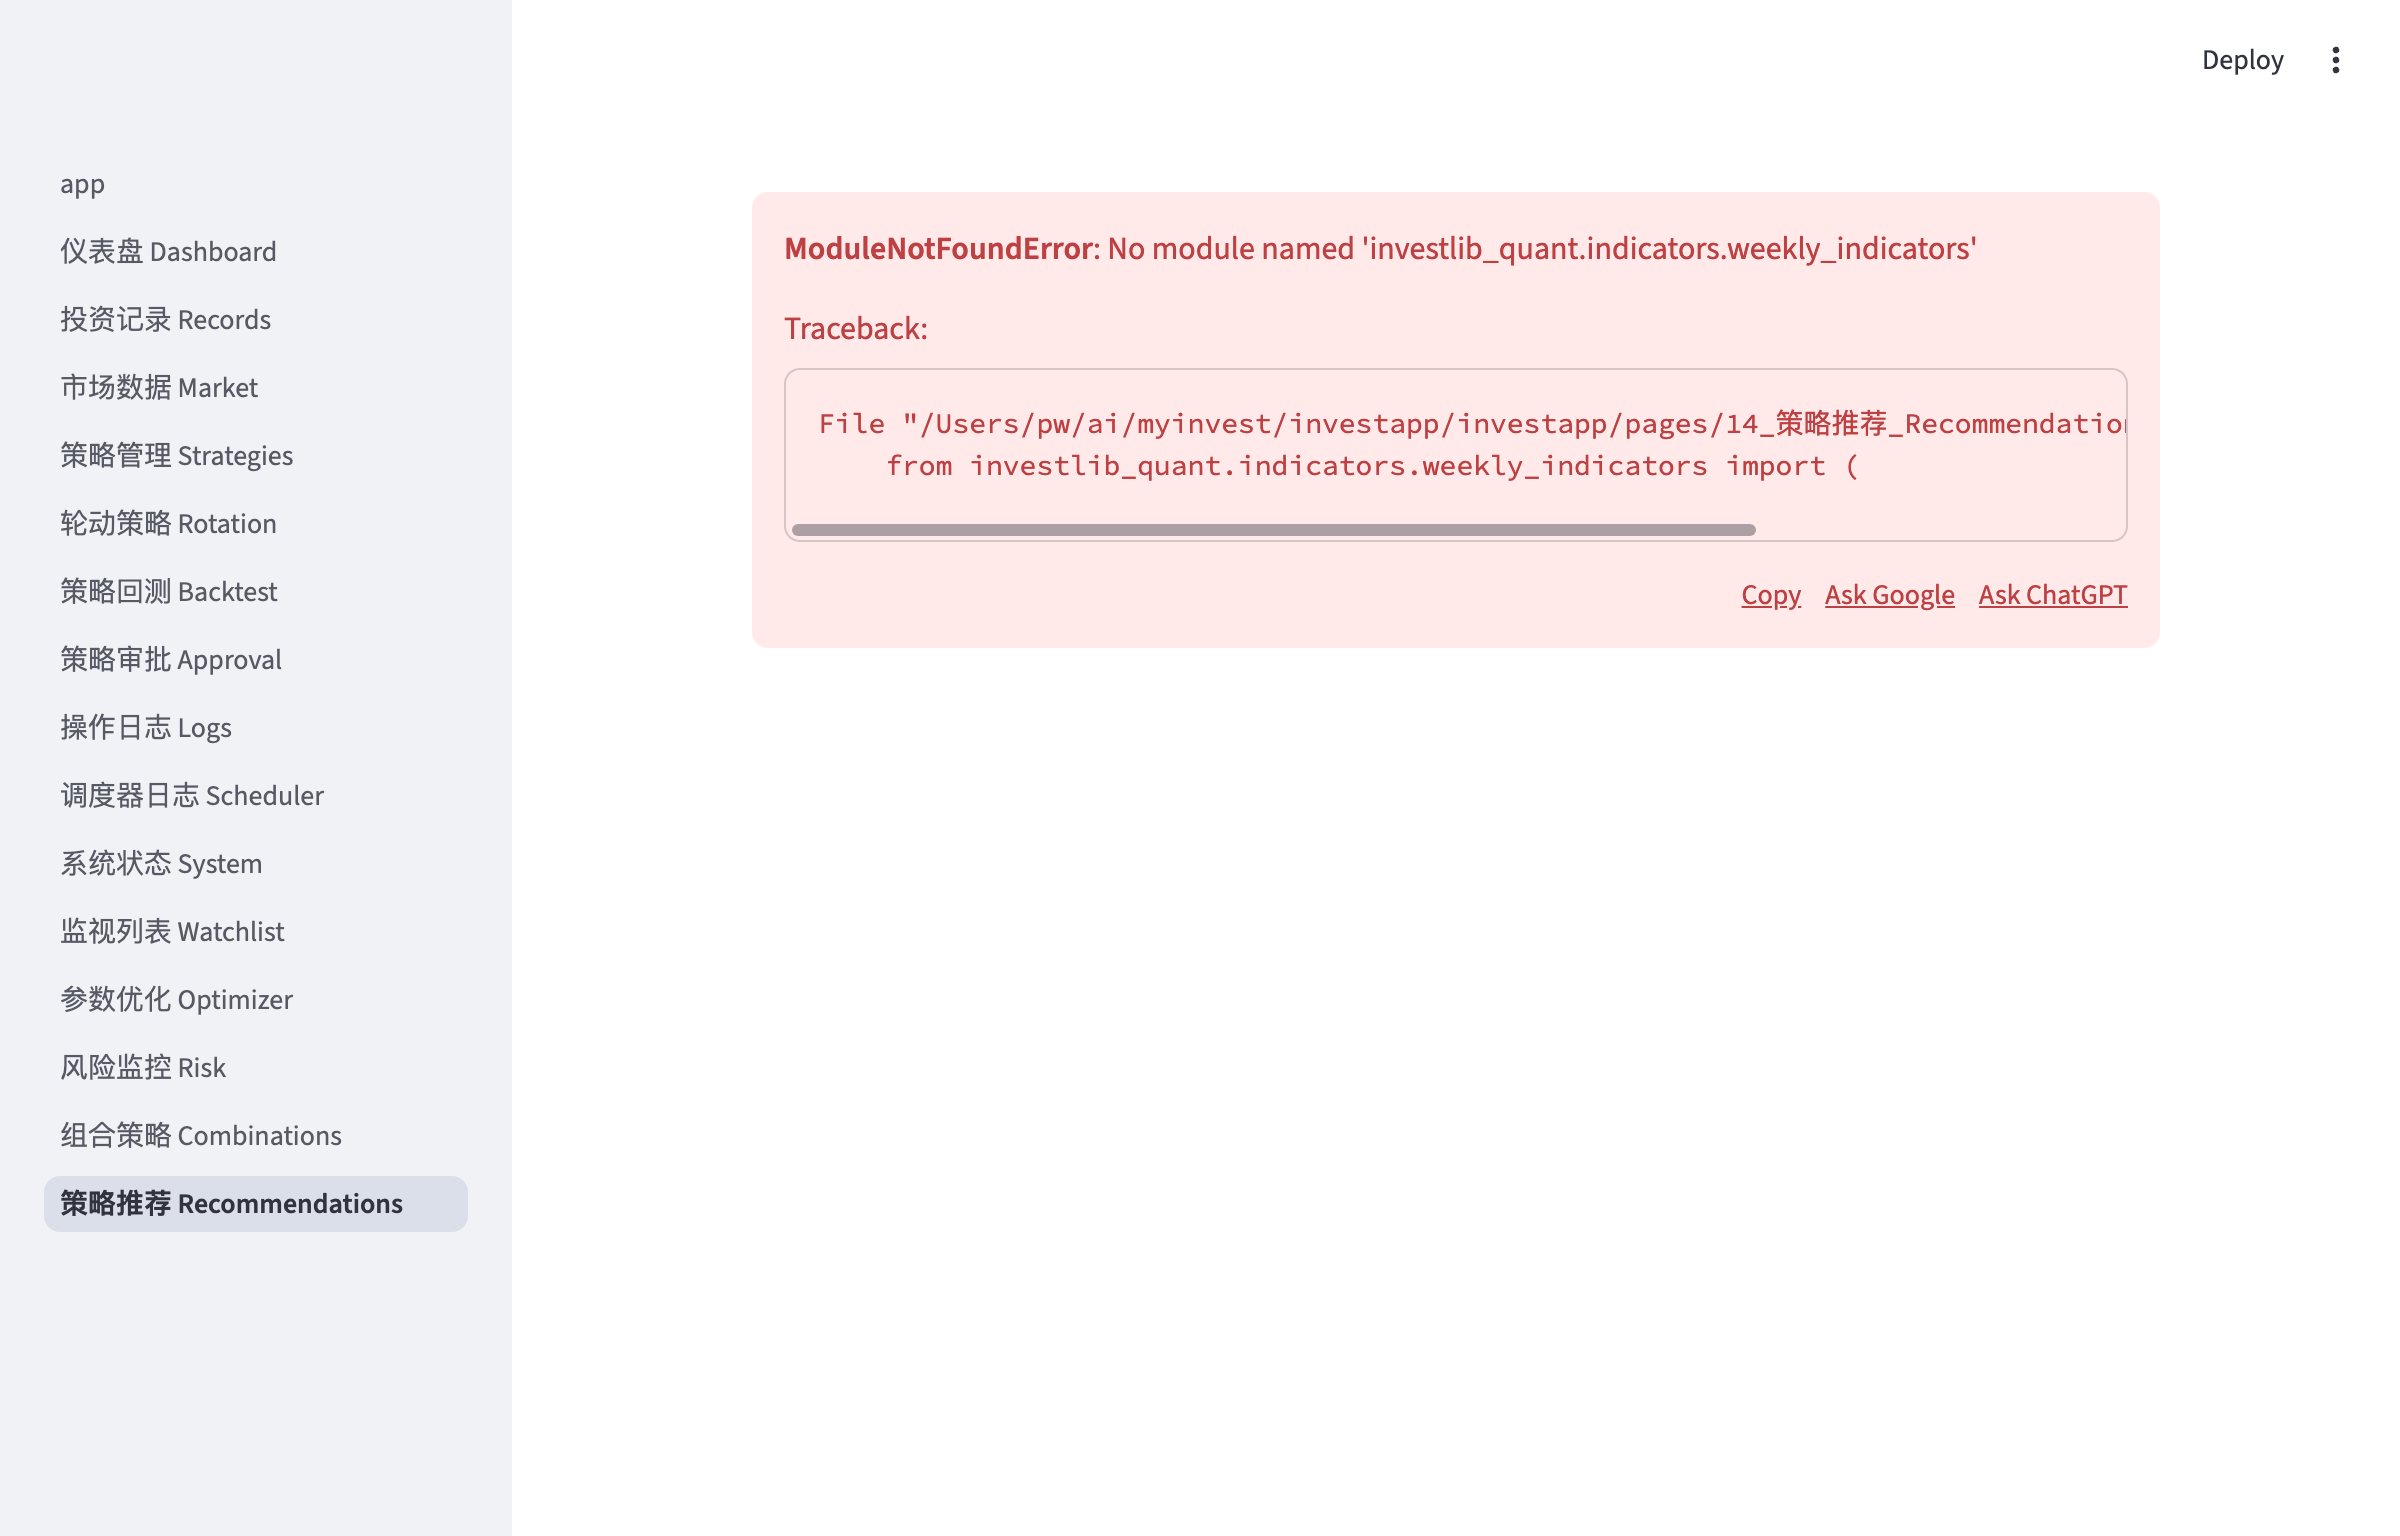 Deploy
app
仪表盘 Dashboard
投资记录 Records
市场数据 Market
策略管理 Strategies
轮动策略 Rotation
策略回测 Backtest
策略审批 Approval
操作日志 Logs
调度器日志 Scheduler
系统状态 System
监视列表 Watchlist
参数优化 Optimizer
风险监控 Risk
组合策略 Combinations
策略推荐 Recommendations
ModuleNotFoundError: No module named 'investlib_quant.indicators.weekly_indicators'
Traceback:
File "/Users/pw/ai/myinvest/investapp/investapp/pages/14_策略推荐_Recommendation
from investlib_quant.indicators.weekly_indicators import (
Copy Ask Google Ask ChatGPT